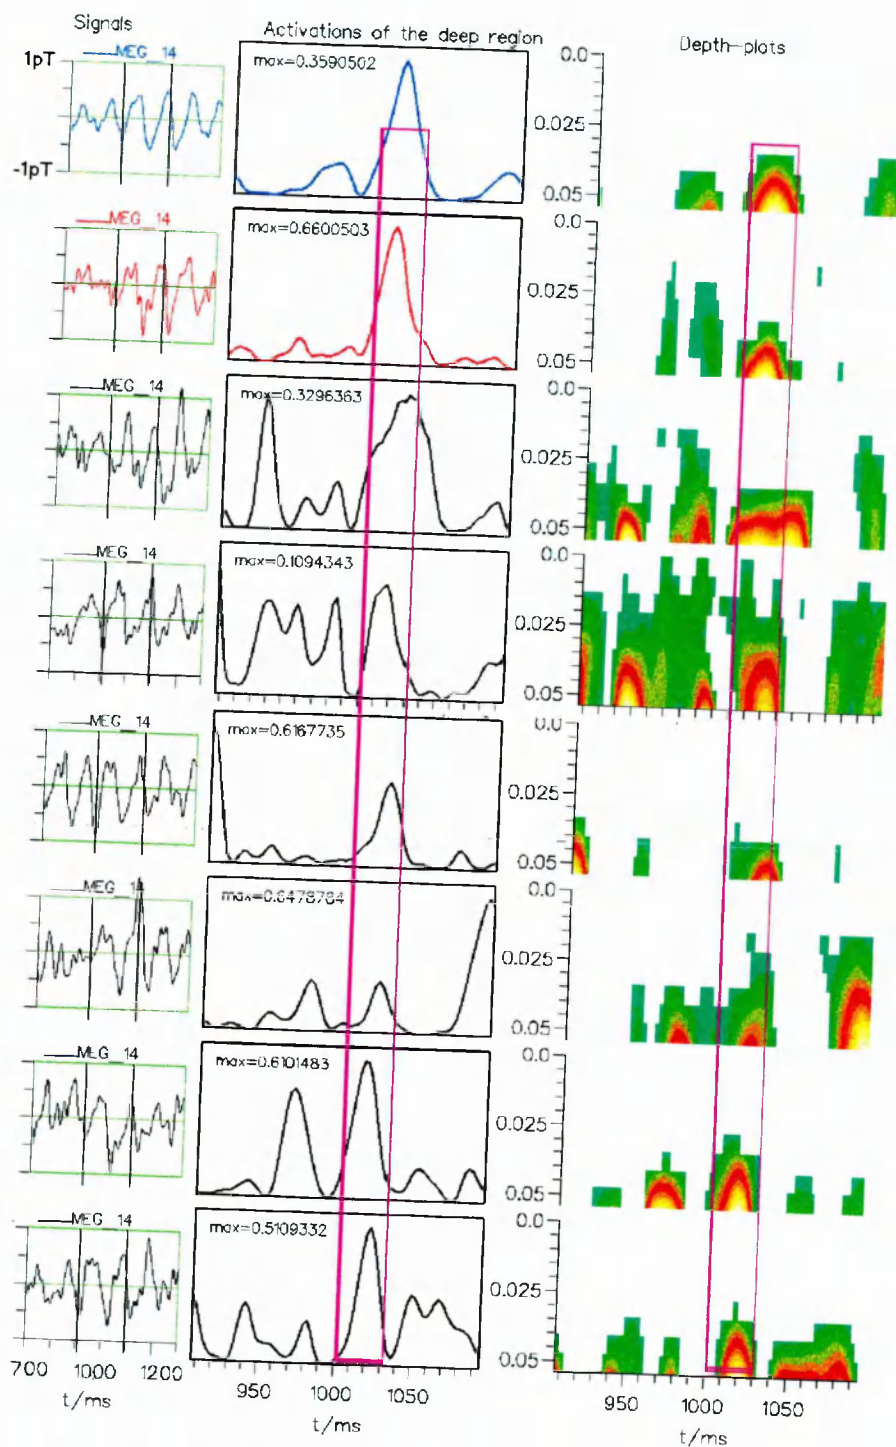 Signals
Activations of the deep region
Depth-plots
MEG_14
1pT
-1pT
max=0.3590502
0.0
0.025
0.05
MEG_14
max=0.6600503
0.0
0.025
0.05
MEG_14
max=0.3296363
0.0
0.025
0.05
MEG_14
max=0.1094343
0.0
0.025
0.05
MEG_14
max=0.6167735
0.0
0.025
0.05
MEG_14
max=0.6478784
0.0
0.025
0.05
MEG_14
max=0.6101483
0.0
0.025
0.05
MEG_14
max=0.5109332
0.0
0.025
0.05
700 1000 1200
t/ms
950 1000 1050
t/ms
950 1000 1050
t/ms